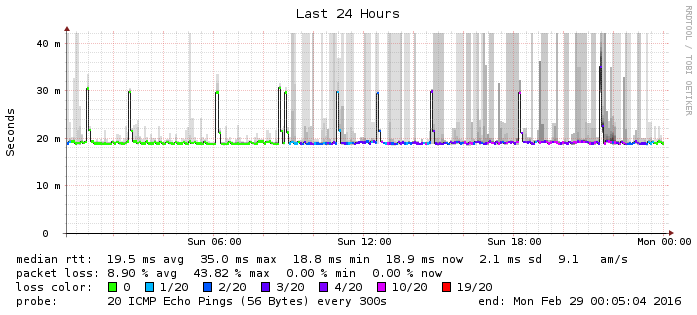 Last 24 Hours
RRDTOOL / TOBI OETIKER
Seconds
40 m
30 m
20 m
10 m
0
Sun 06:00 Sun 12:00 Sun 18:00 Mon 00:00
median rtt: 19.5 ms avg 35.0 ms max 18.8 ms min 18.9 ms now 2.1 ms sd 9.1 am/s
packet loss: 8.90 % avg 43.82 % max 0.00 % min 0.00 % now
loss color: 0 1/20 2/20 3/20 4/20 10/20 19/20
probe: 20 ICMP Echo Pings (56 Bytes) every 300s end: Mon Feb 29 00:05:04 2016